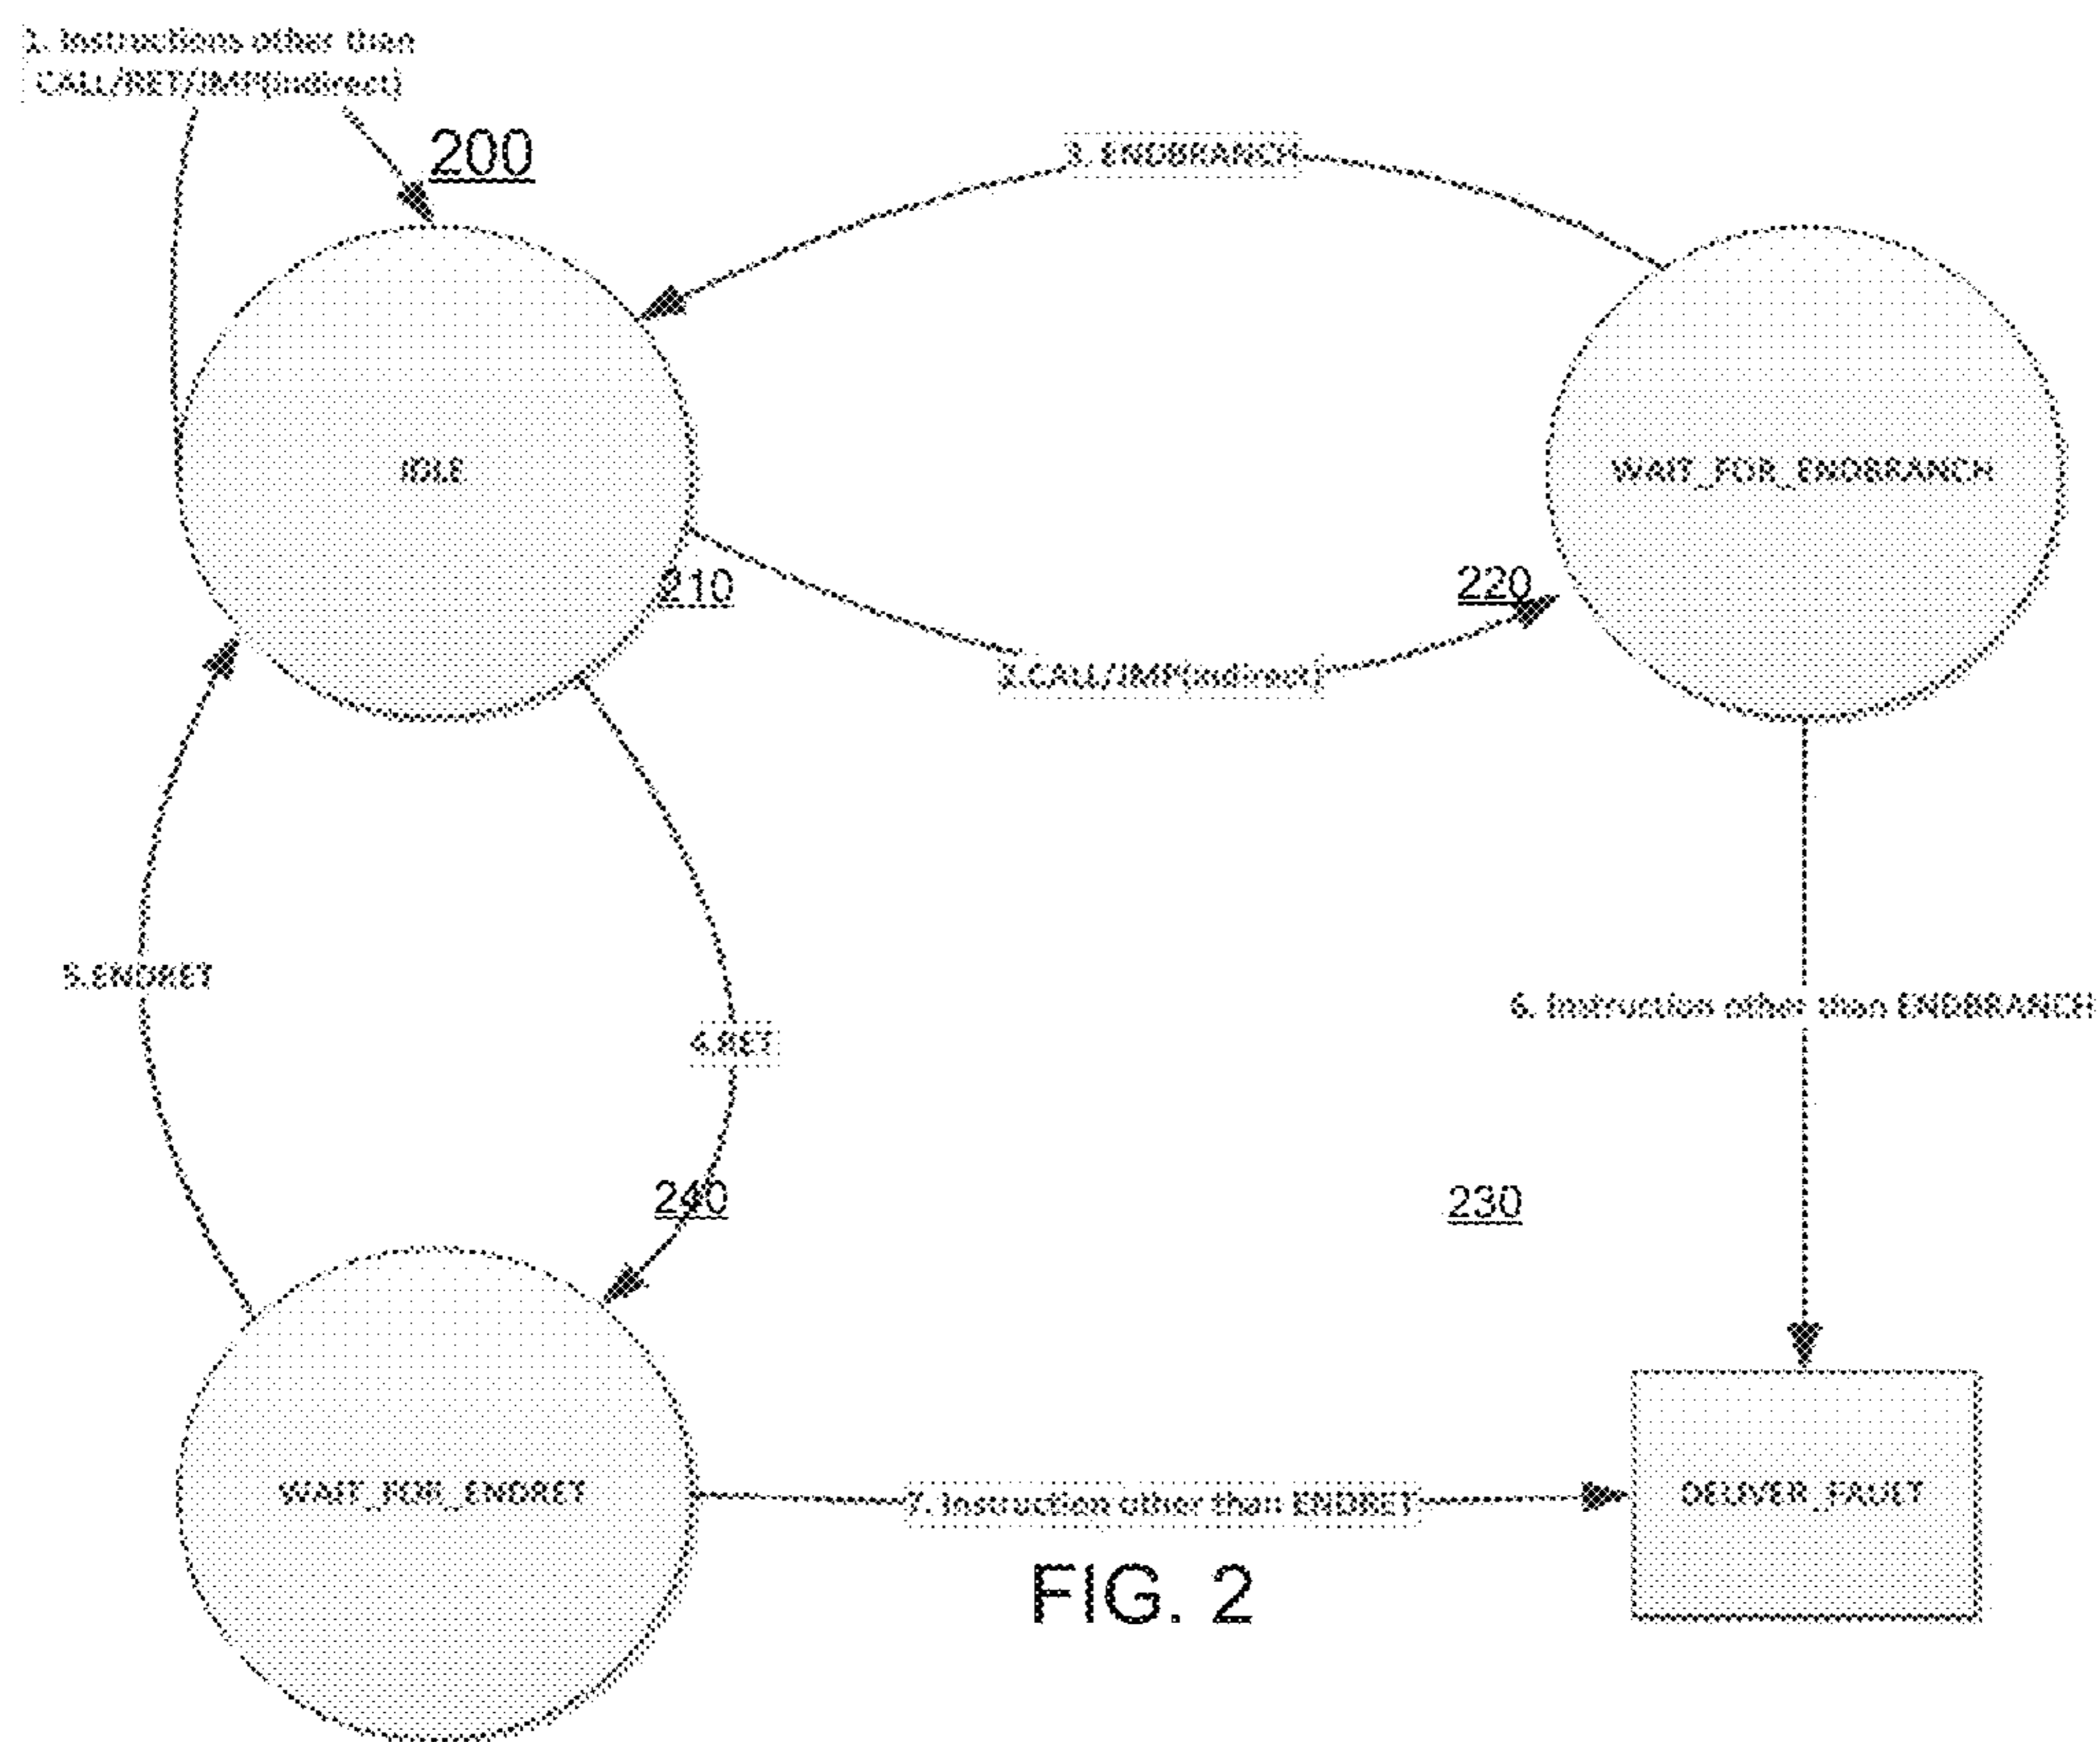 1. Instructions other than
CALL/RET/JMP(indirect)
200
3. ENDBRANCH
IDLE
WAIT_FOR_ENDBRANCH
210
220
2.CALL/JMP(indirect)
5.ENDRET
6. Instruction other than ENDBRANCH
4.RET
240
230
WAIT_FOR_ENDRET
7. Instruction other than ENDRET
DELIVER_FAULT
FIG. 2